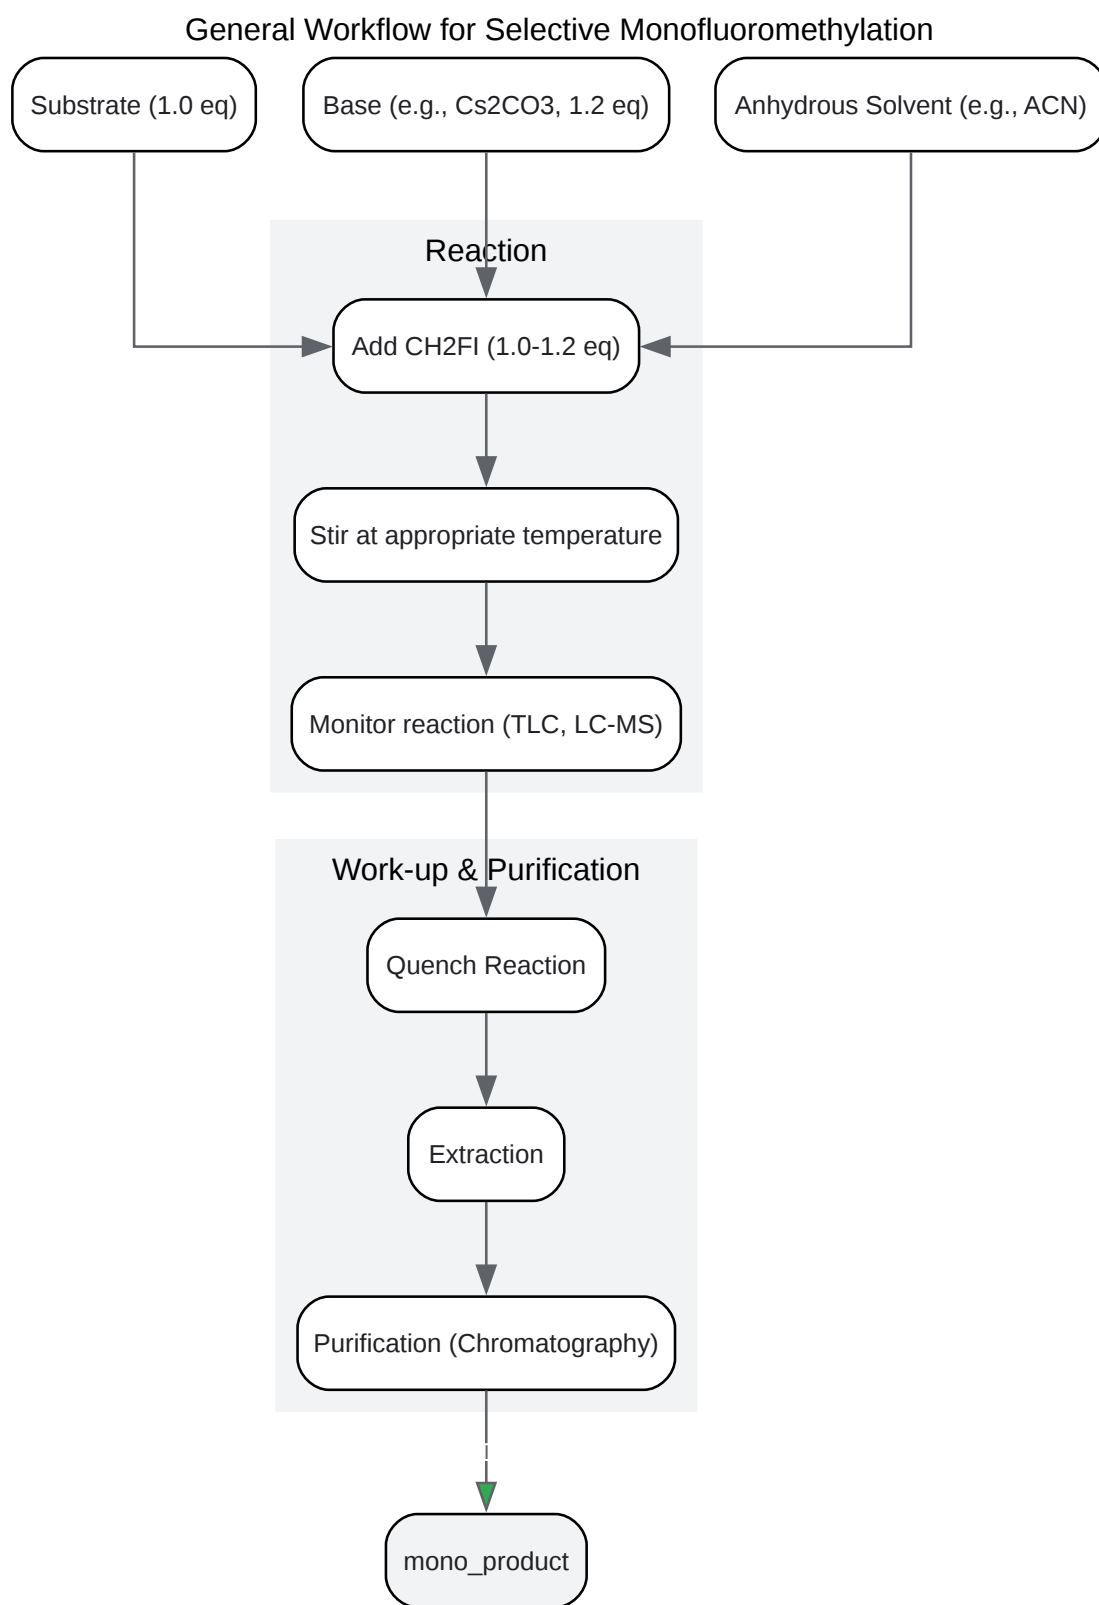 General Workflow for Selective Monofluoromethylation
Substrate (1.0 eq)
Base (e.g., Cs2CO3, 1.2 eq)
Anhydrous Solvent (e.g., ACN)
Reaction
Add CH2FI (1.0-1.2 eq)
Stir at appropriate temperature
Monitor reaction (TLC, LC-MS)
Work-up & Purification
Quench Reaction
Extraction
Purification (Chromatography)
mono_product